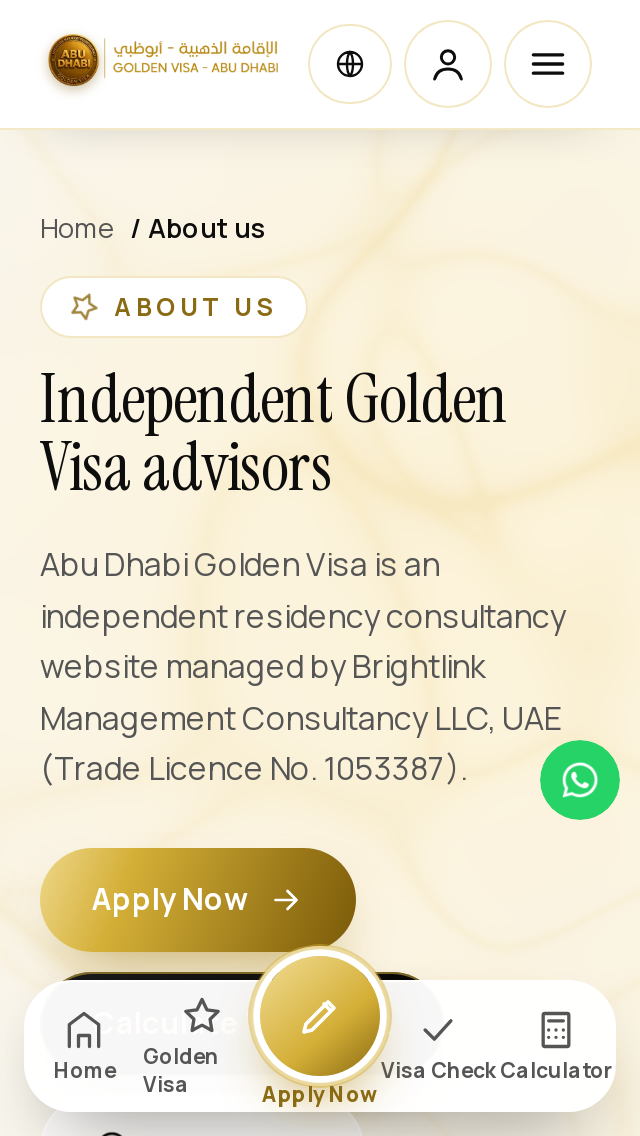 ABU DHABI
الإقامة الذهبية - أبوظبي
GOLDEN VISA - ABU DHABI
Home / About us
ABOUT US
Independent Golden
Visa advisors
Abu Dhabi Golden Visa is an
independent residency consultancy
website managed by Brightlink
Management Consultancy LLC, UAE
(Trade Licence No. 1053387).
Apply Now
Home
Golden
Visa
Apply Now
Visa Check
Calculator